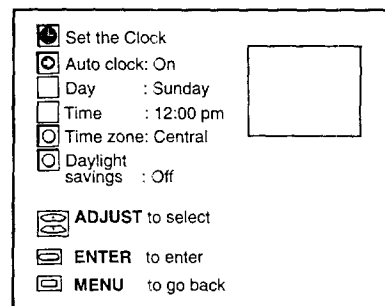 Set the Clock
Auto clock: On
Day : Sunday
Time : 12:00 pm
Time zone: Central
Daylight
savings : Off
ADJUST to select
ENTER to enter
MENU to go back